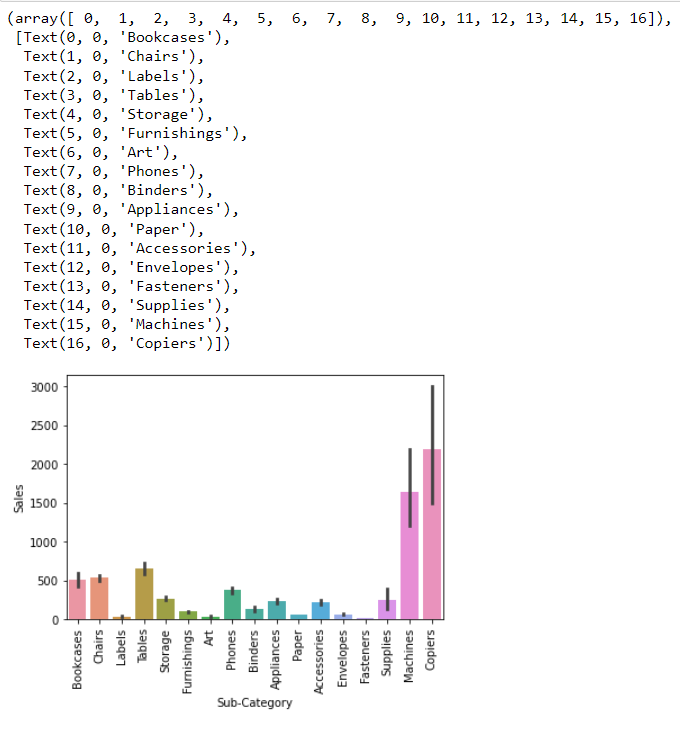 (array([ 0,  1,  2,  3,  4,  5,  6,  7,  8,  9, 10, 11, 12, 13, 14, 15, 16]),
[Text(0, 0, 'Bookcases'),
Text(1, 0, 'Chairs'),
Text(2, 0, 'Labels'),
Text(3, 0, 'Tables'),
Text(4, 0, 'Storage'),
Text(5, 0, 'Furnishings'),
Text(6, 0, 'Art'),
Text(7, 0, 'Phones'),
Text(8, 0, 'Binders'),
Text(9, 0, 'Appliances'),
Text(10, 0, 'Paper'),
Text(11, 0, 'Accessories'),
Text(12, 0, 'Envelopes'),
Text(13, 0, 'Fasteners'),
Text(14, 0, 'Supplies'),
Text(15, 0, 'Machines'),
Text(16, 0, 'Copiers')])
3000
2500
2000
1500
1000
500
0
Sales
Bookcases
Chairs
Labels
Tables
Storage
Furnishings
Art
Phones
Binders
Appliances
Paper
Accessories
Envelopes
Fasteners
Supplies
Machines
Copiers
Sub-Category